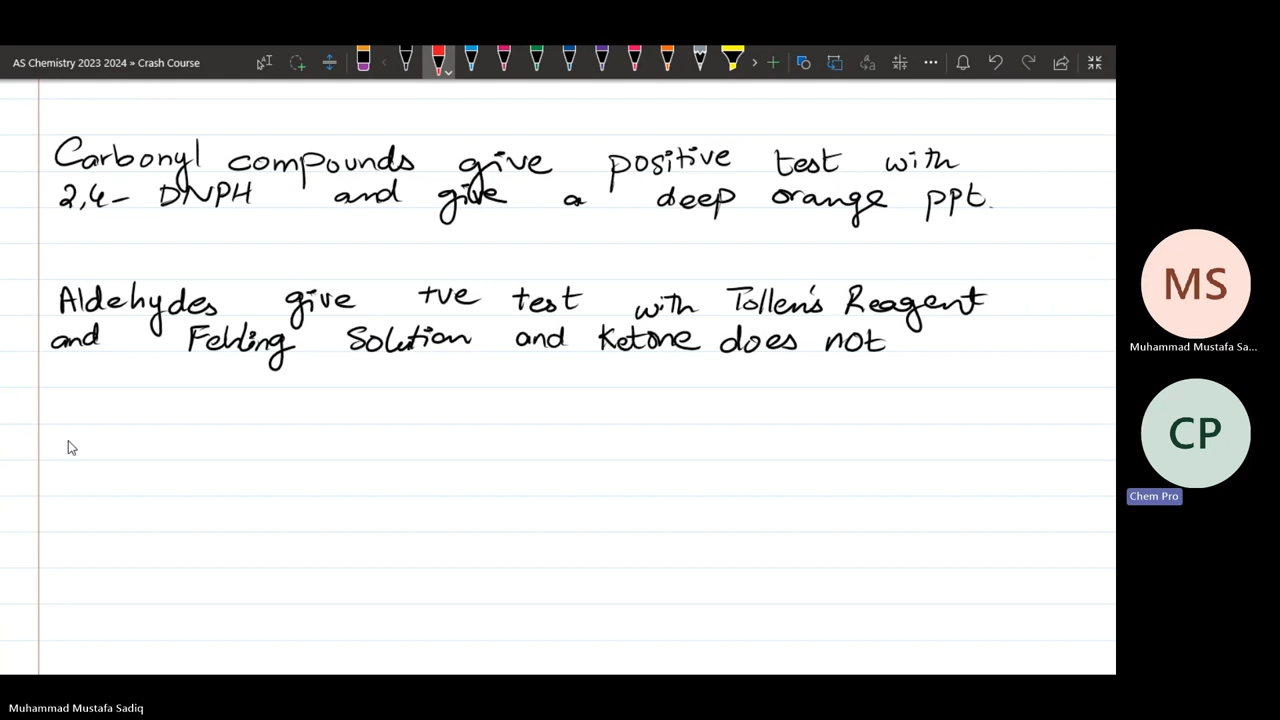 AS Chemistry 2023 2024 » Crash Course
Carbonyl compounds give positive test with
2,4- DNPH and give a deep orange ppt.
Aldehydes give +ve test with Tollen's Reagent
and Fehling Solution and Ketone does not
MS
Muhammad Mustafa Sa...
CP
Chem Pro
Muhammad Mustafa Sadiq